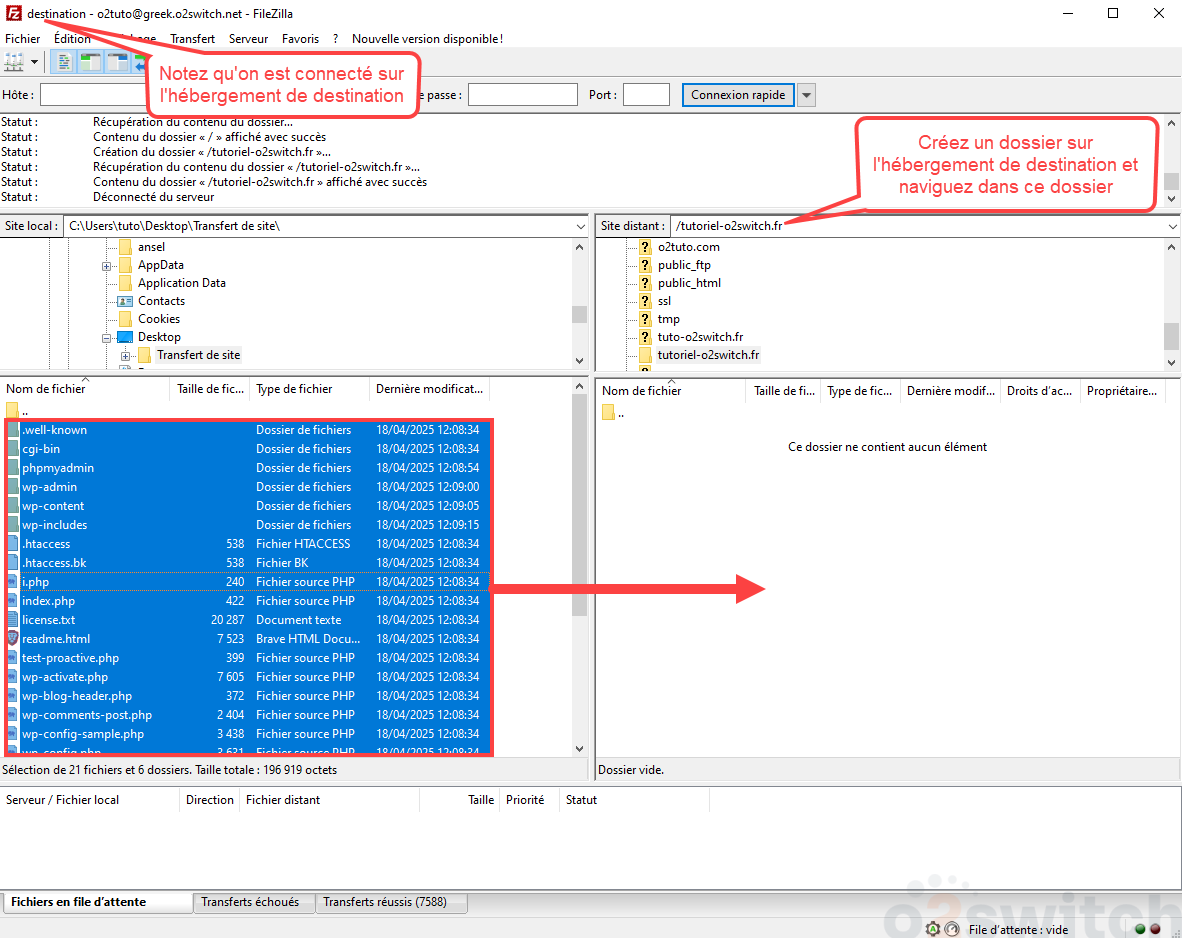 destination - o2tuto@greek.o2switch.net - FileZilla
Fichier Édition Transfert Serveur Favoris ? Nouvelle version disponible !
Notez qu'on est connecté sur
l'hébergement de destination
Hôte : passe : Port : Connexion rapide
Statut : Récupération du contenu du dossier...
Statut : Contenu du dossier « / » affiché avec succès
Statut : Création du dossier « /tutoriel-o2switch.fr »...
Statut : Récupération du contenu du dossier « /tutoriel-o2switch.fr »...
Statut : Contenu du dossier « /tutoriel-o2switch.fr » affiché avec succès
Statut : Déconnecté du serveur
Créez un dossier sur
l'hébergement de destination et
naviguez dans ce dossier
Site local : C:\Users\tuto\Desktop\Transfert de site\
ansel
AppData
Application Data
Contacts
Cookies
Desktop
Transfert de site
Site distant : /tutoriel-o2switch.fr
o2tuto.com
public_ftp
public_html
ssl
tmp
tuto-o2switch.fr
tutoriel-o2switch.fr
Nom de fichier Taille de fic... Type de fichier Dernière modificat...
..
.well-known Dossier de fichiers 18/04/2025 12:08:34
cgi-bin Dossier de fichiers 18/04/2025 12:08:34
phpmyadmin Dossier de fichiers 18/04/2025 12:08:54
wp-admin Dossier de fichiers 18/04/2025 12:09:00
wp-content Dossier de fichiers 18/04/2025 12:09:05
wp-includes Dossier de fichiers 18/04/2025 12:09:15
.htaccess 538 Fichier HTACCESS 18/04/2025 12:08:34
.htaccess.bk 538 Fichier BK 18/04/2025 12:08:34
i.php 240 Fichier source PHP 18/04/2025 12:08:34
index.php 422 Fichier source PHP 18/04/2025 12:08:34
license.txt 20 287 Document texte 18/04/2025 12:08:34
readme.html 7 523 Brave HTML Docu... 18/04/2025 12:08:34
test-proactive.php 399 Fichier source PHP 18/04/2025 12:08:34
wp-activate.php 7 605 Fichier source PHP 18/04/2025 12:08:34
wp-blog-header.php 372 Fichier source PHP 18/04/2025 12:08:34
wp-comments-post.php 2 404 Fichier source PHP 18/04/2025 12:08:34
wp-config-sample.php 3 438 Fichier source PHP 18/04/2025 12:08:34
wp-config.php 3 631 Fichier source PHP 18/04/2025 12:08:34
Sélection de 21 fichiers et 6 dossiers. Taille totale : 196 919 octets
Nom de fichier Taille de fi... Type de fic... Dernière modif... Droits d'ac... Propriétaire...
..
Ce dossier ne contient aucun élément
Dossier vide.
Serveur / Fichier local Direction Fichier distant Taille Priorité Statut
Fichiers en file d'attente Transferts échoués Transferts réussis (7588)
o2switch
File d'attente : vide